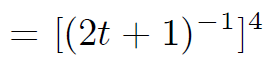 = [(2t + 1)⁻¹]⁴